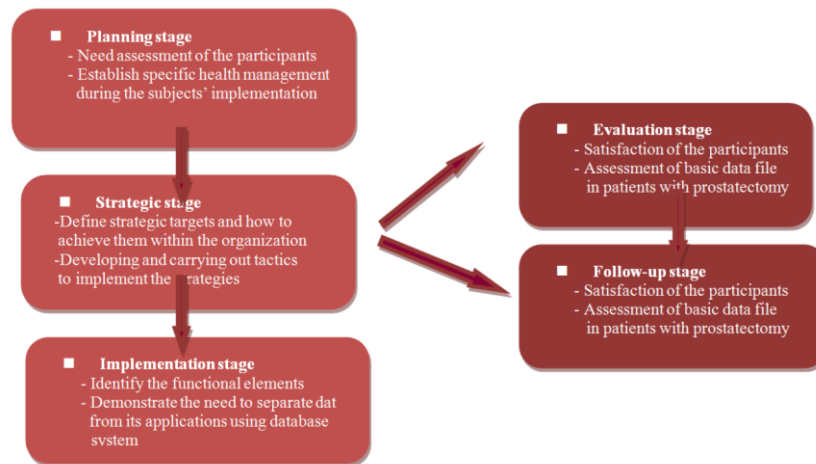 Planning stage
- Need assessment of the participants
- Establish specific health management
during the subjects' implementation
Strategic stage
-Define strategic targets and how to
achieve them within the organization
-Developing and carrying out tactics
to implement the strategies
Implementation stage
- Identify the functional elements
- Demonstrate the need to separate dat
from its applications using database
system
Evaluation stage
- Satisfaction of the participants
- Assessment of basic data file
in patients with prostatectomy
Follow-up stage
- Satisfaction of the participants
- Assessment of basic data file
in patients with prostatectomy